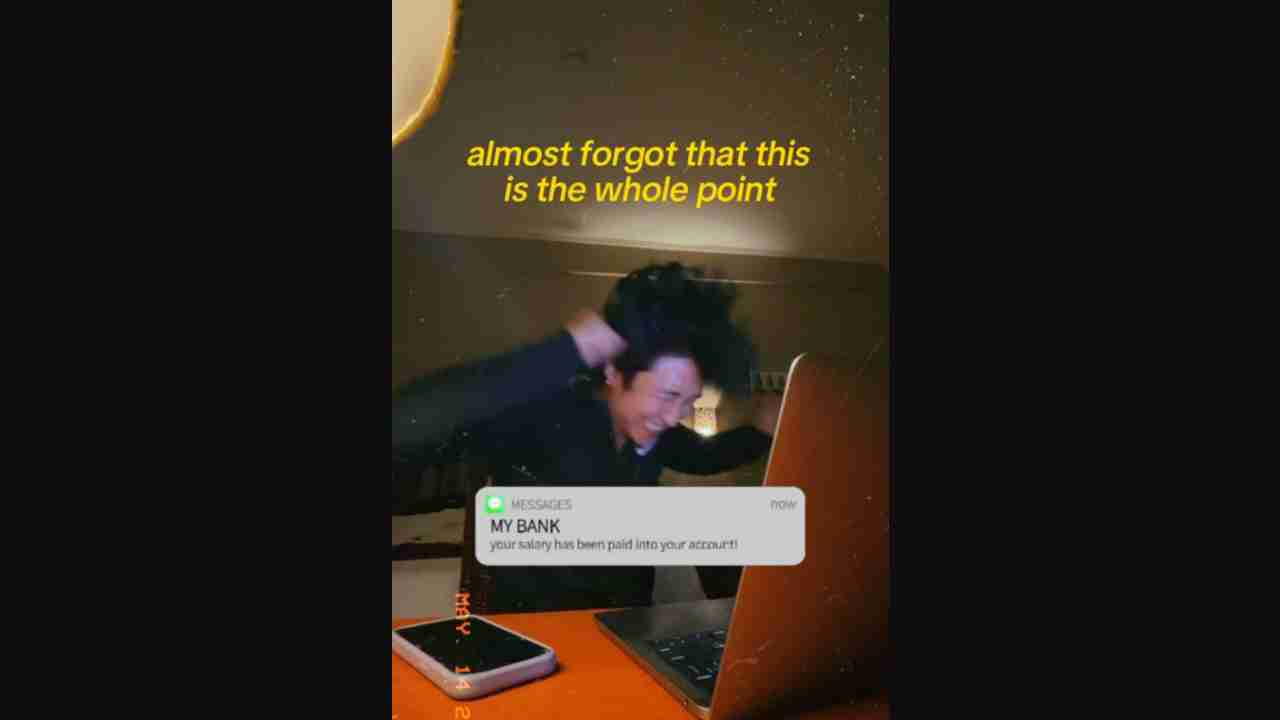 almost forgot that this
is the whole point
MESSAGES
now
MY BANK
your salary has been paid into your account!
MAY. 14 2